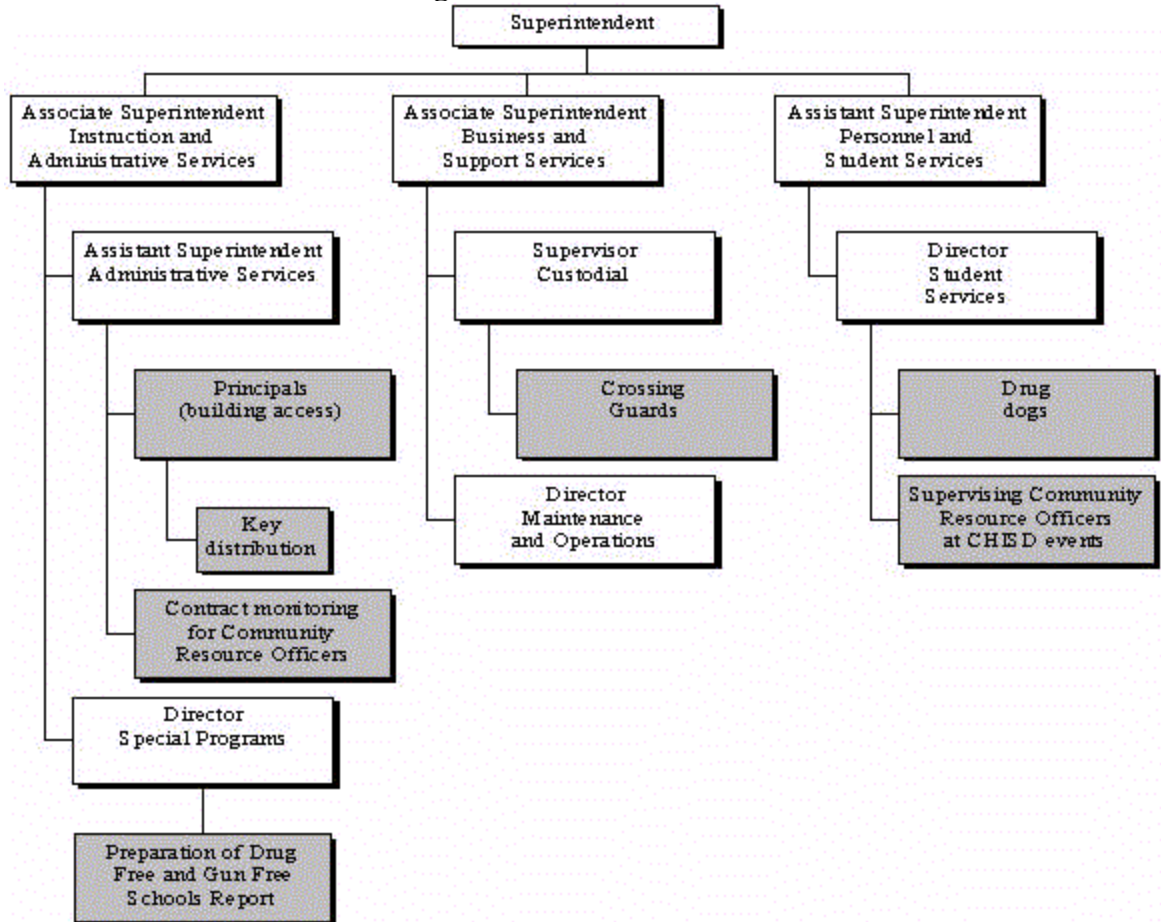 Superintendent
Associate Superintendent
Instruction and
Administrative Services
Associate Superintendent
Business and
Support Services
Assistant Superintendent
Personnel and
Student Services
Assistant Superintendent
Administrative Services
Supervisor
Custodial
Director
Student
Services
Principals
(building access)
Crossing
Guards
Drug
dogs
Key
distribution
Director
Maintenance
and Operations
Supervising Community
Resource Officers
at CHISD events
Contract monitoring
for Community
Resource Officers
Director
Special Programs
Preparation of Drug
Free and Gun Free
Schools Report